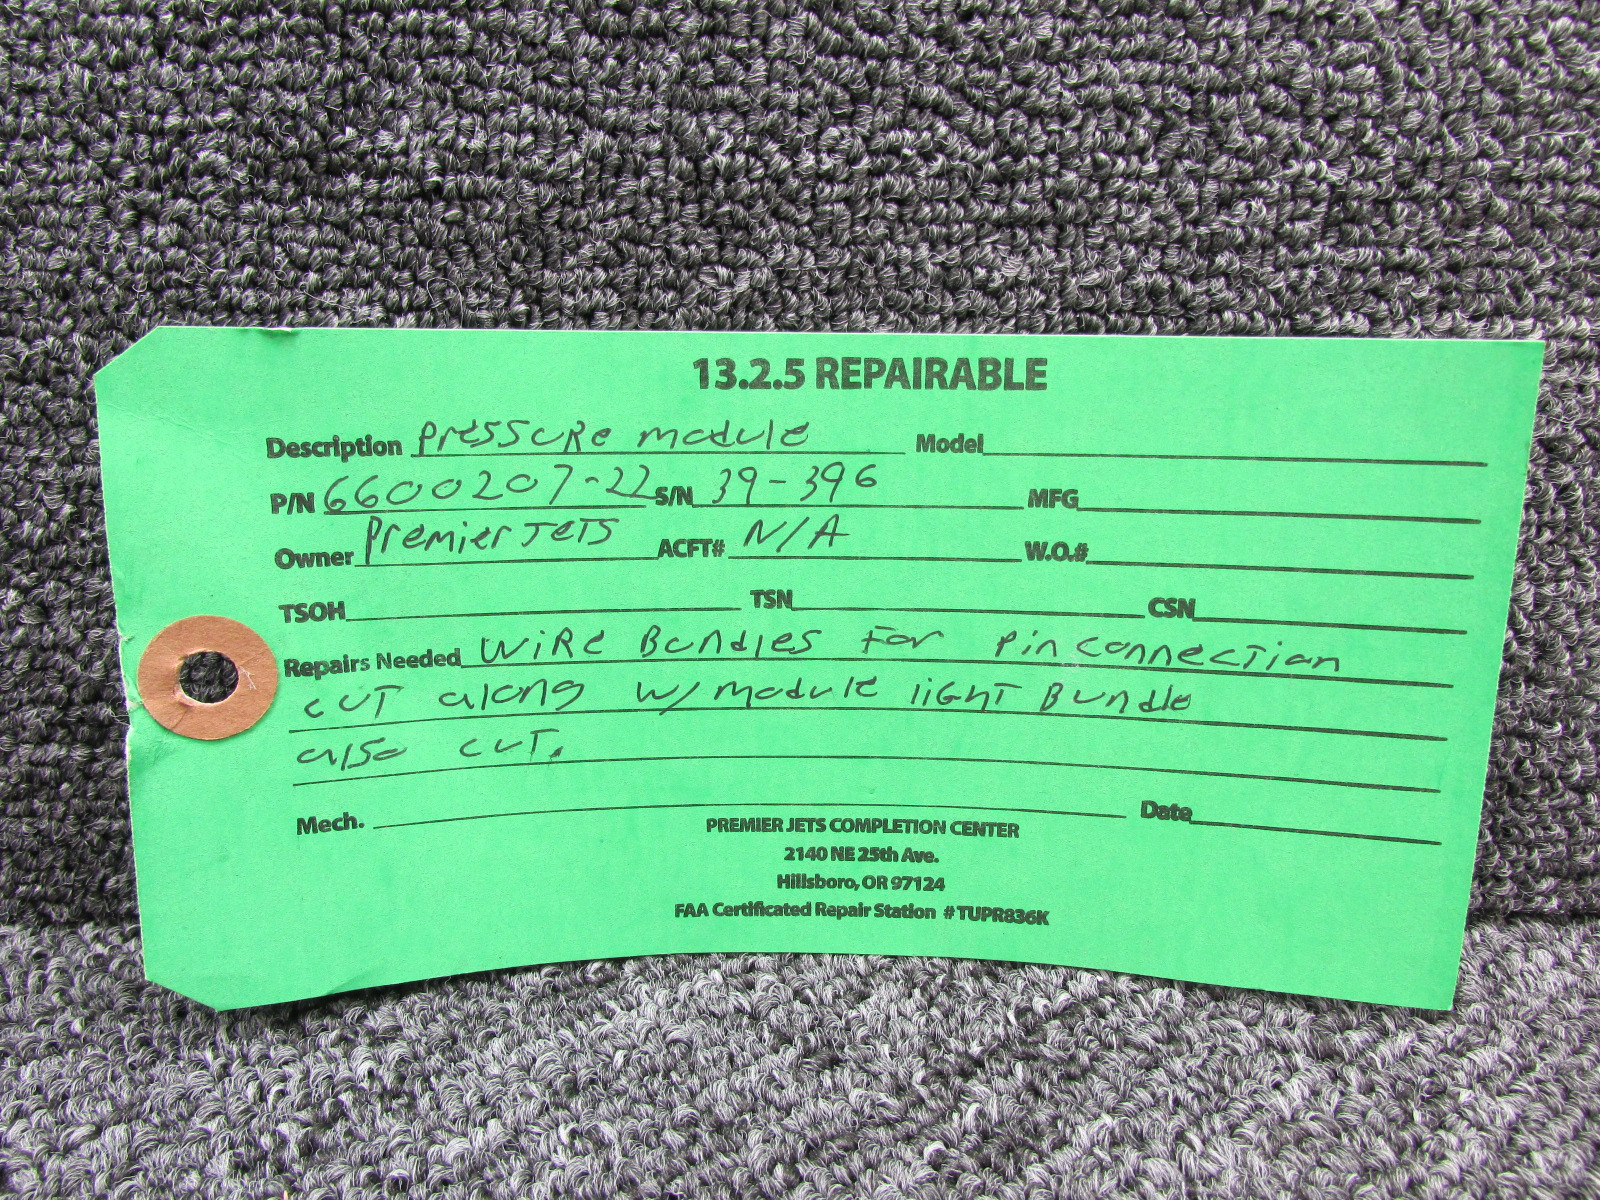 13.2.5 REPAIRABLE
Description Pressure module Model
P/N 6600207-22 S/N 39-396 MFG
Owner Premier Jets ACFT# N/A W.O.#
TSOH TSN CSN
Repairs Needed Wire Bundles For Pin connection
cut along w/ module light Bundle
also cut.
Mech. Date
PREMIER JETS COMPLETION CENTER
2140 NE 25th Ave.
Hillsboro, OR 97124
FAA Certificated Repair Station # TUPR836K